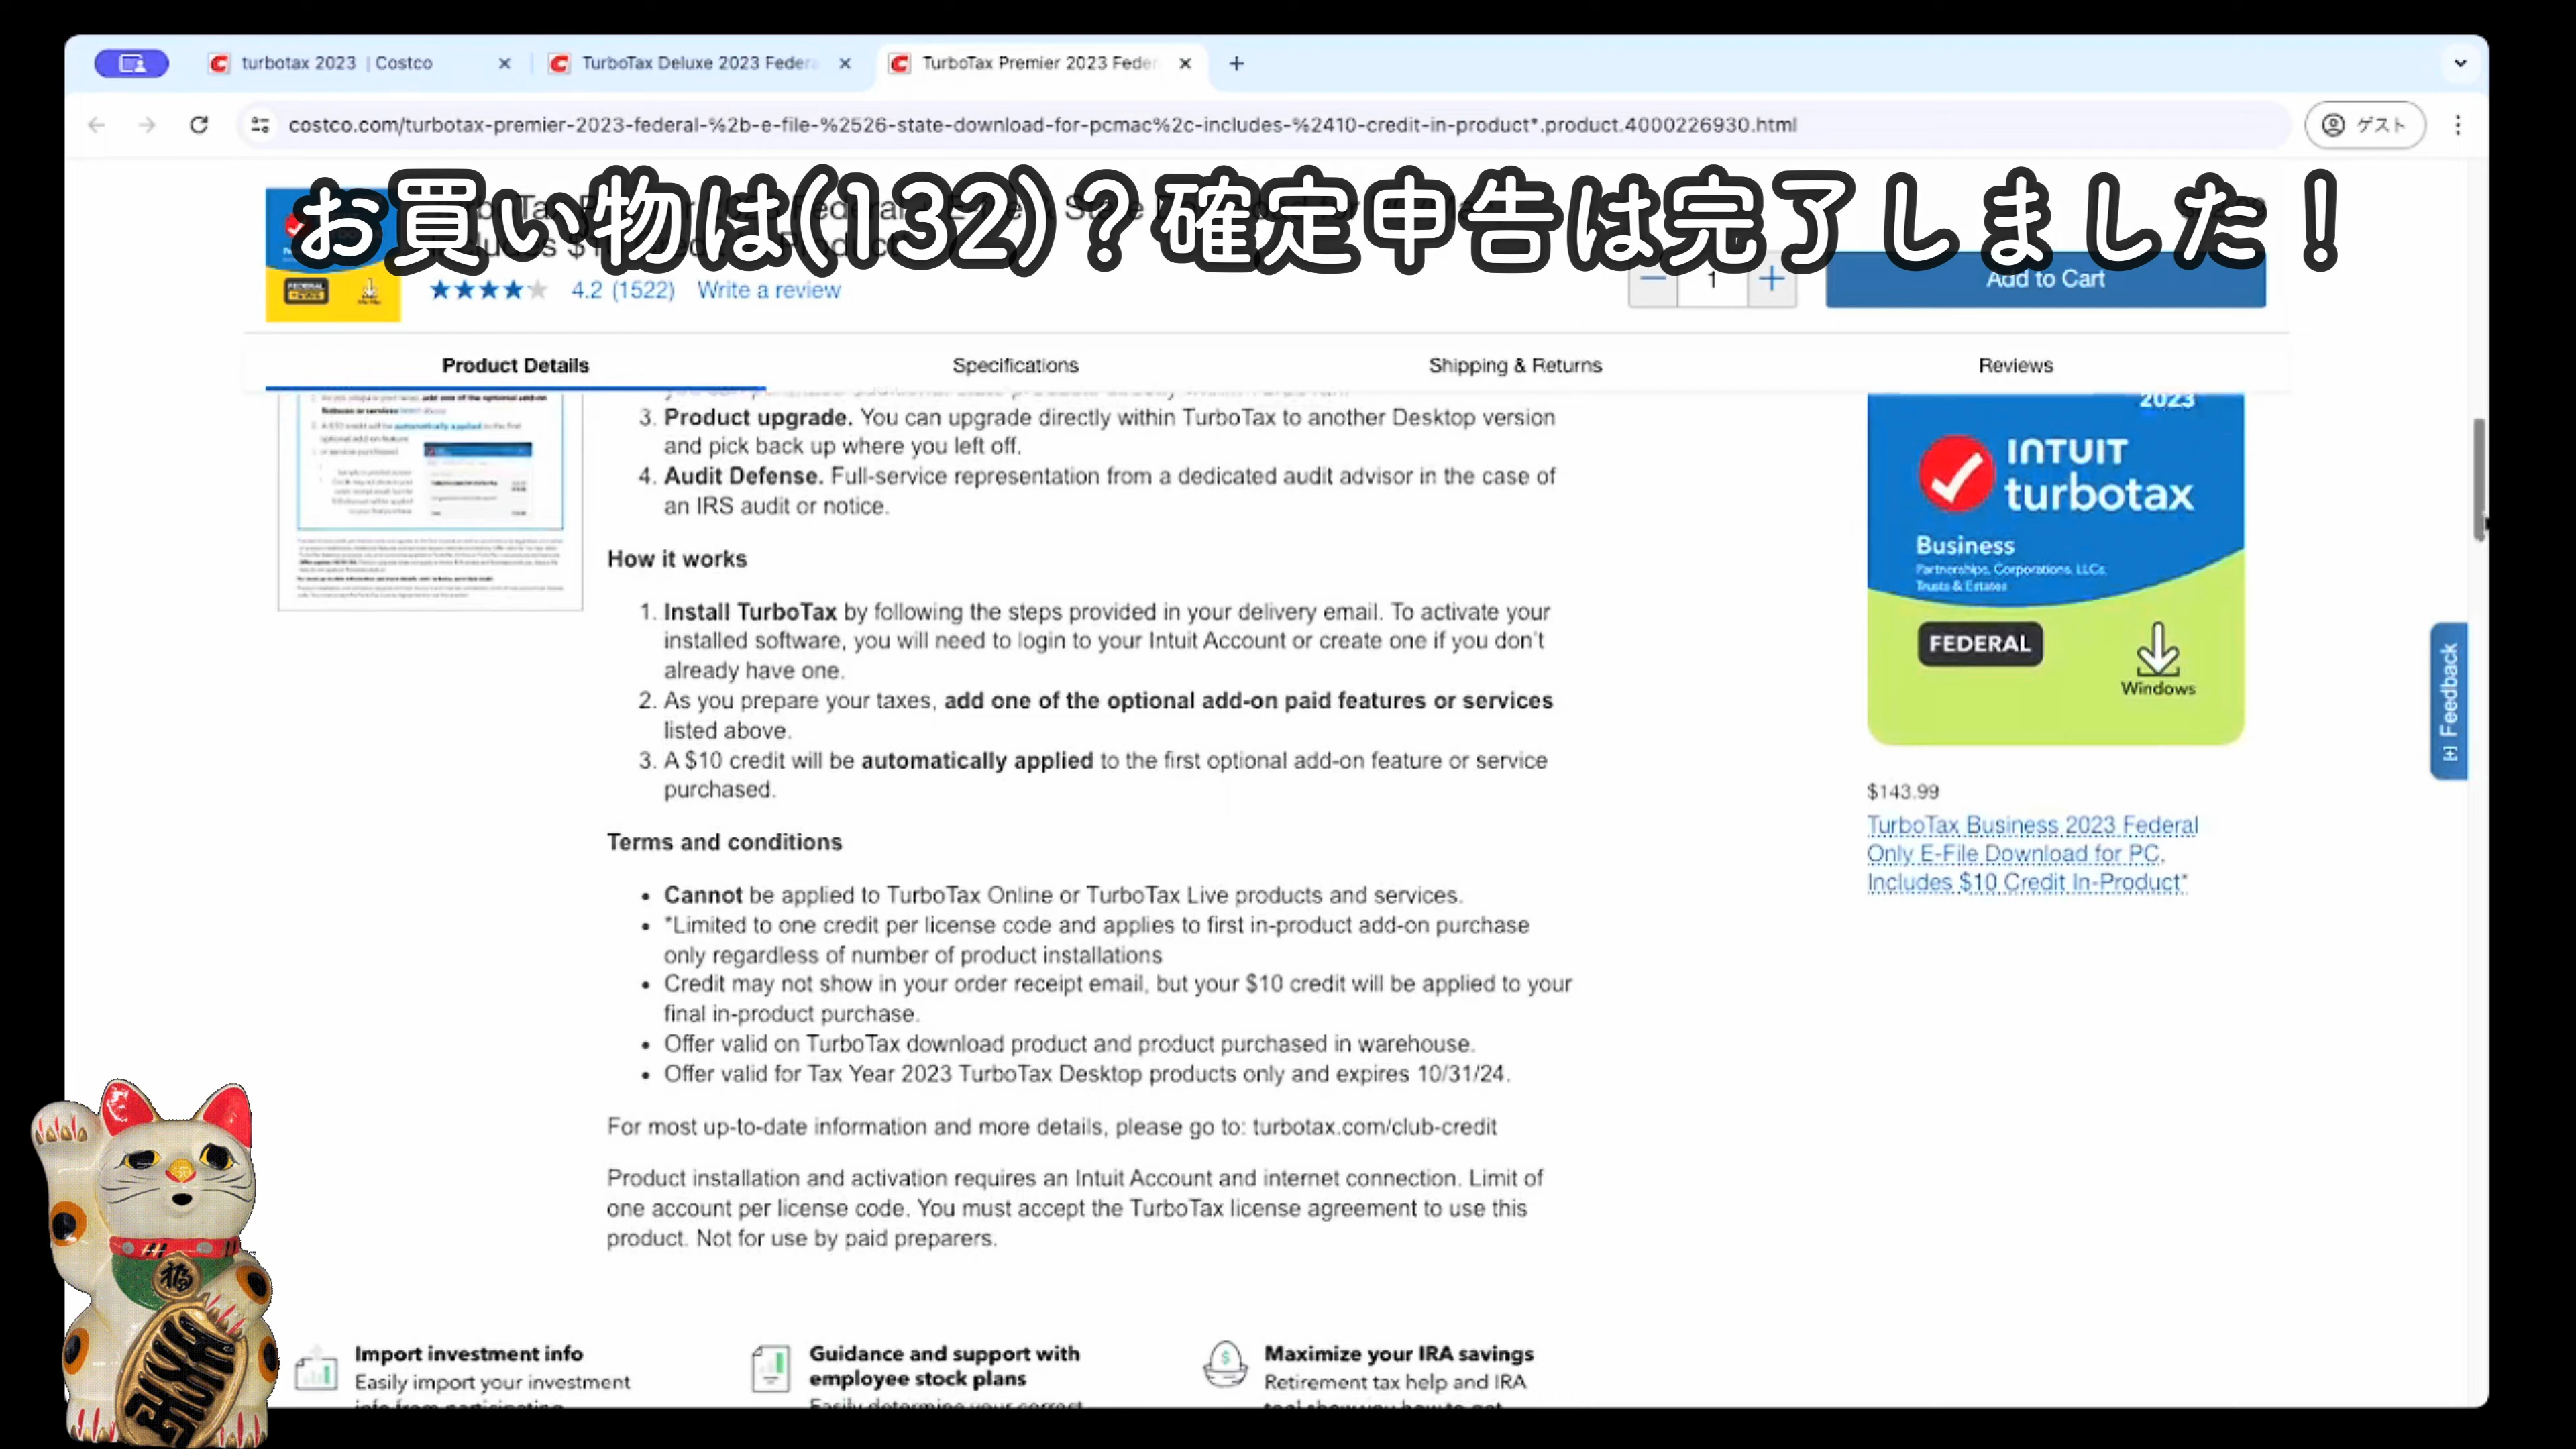 turbotax 2023 | Costco
TurboTax Deluxe 2023 Federa
TurboTax Premier 2023 Feder
costco.com/turbotax-premier-2023-federal-%2b-e-file-%2526-state-download-for-pcmac%2c-includes-%2410-credit-in-product*.product.4000226930.html
ゲスト
お買い物は(132)？確定申告は完了しました！
4.2 (1522) Write a review
1
Add to Cart
Product Details
Specifications
Shipping & Returns
Reviews
3. Product upgrade. You can upgrade directly within TurboTax to another Desktop version
and pick back up where you left off.
4. Audit Defense. Full-service representation from a dedicated audit advisor in the case of
an IRS audit or notice.
How it works
1. Install TurboTax by following the steps provided in your delivery email. To activate your
installed software, you will need to login to your Intuit Account or create one if you don't
already have one.
2. As you prepare your taxes, add one of the optional add-on paid features or services
listed above.
3. A $10 credit will be automatically applied to the first optional add-on feature or service
purchased.
Terms and conditions
• Cannot be applied to TurboTax Online or TurboTax Live products and services.
• *Limited to one credit per license code and applies to first in-product add-on purchase
only regardless of number of product installations
• Credit may not show in your order receipt email, but your $10 credit will be applied to your
final in-product purchase.
• Offer valid on TurboTax download product and product purchased in warehouse.
• Offer valid for Tax Year 2023 TurboTax Desktop products only and expires 10/31/24.
For most up-to-date information and more details, please go to: turbotax.com/club-credit
Product installation and activation requires an Intuit Account and internet connection. Limit of
one account per license code. You must accept the TurboTax license agreement to use this
product. Not for use by paid preparers.
2023
INTUIT
turbotax
Business
Partnerships, Corporations, LLCs,
Trusts & Estates
FEDERAL
Windows
$143.99
TurboTax Business 2023 Federal
Only E-File Download for PC,
Includes $10 Credit In-Product*
Feedback
Import investment info
Easily import your investment
Guidance and support with
employee stock plans
Easily determine your correct
Maximize your IRA savings
Retirement tax help and IRA
福